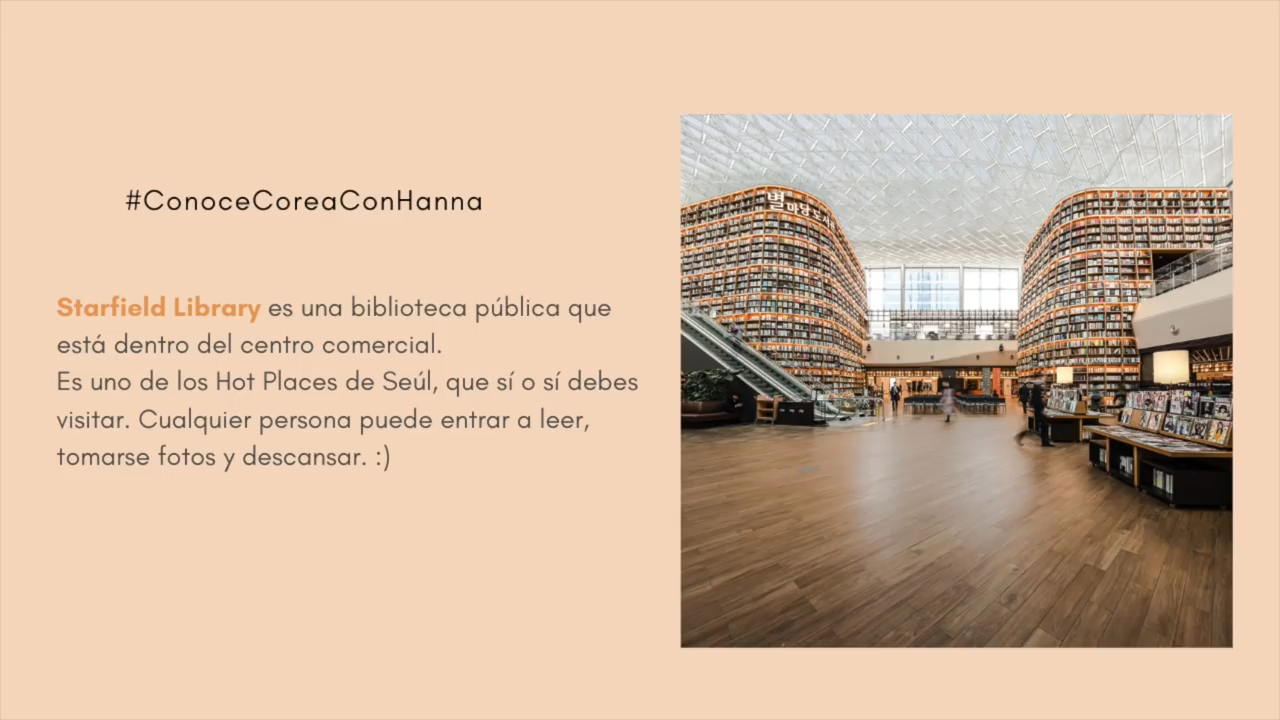 #ConoceCoreaConHanna
Starfield Library es una biblioteca pública que
está dentro del centro comercial.
Es uno de los Hot Places de Seúl, que sí o sí debes
visitar. Cualquier persona puede entrar a leer,
tomarse fotos y descansar. :)
별마당도서